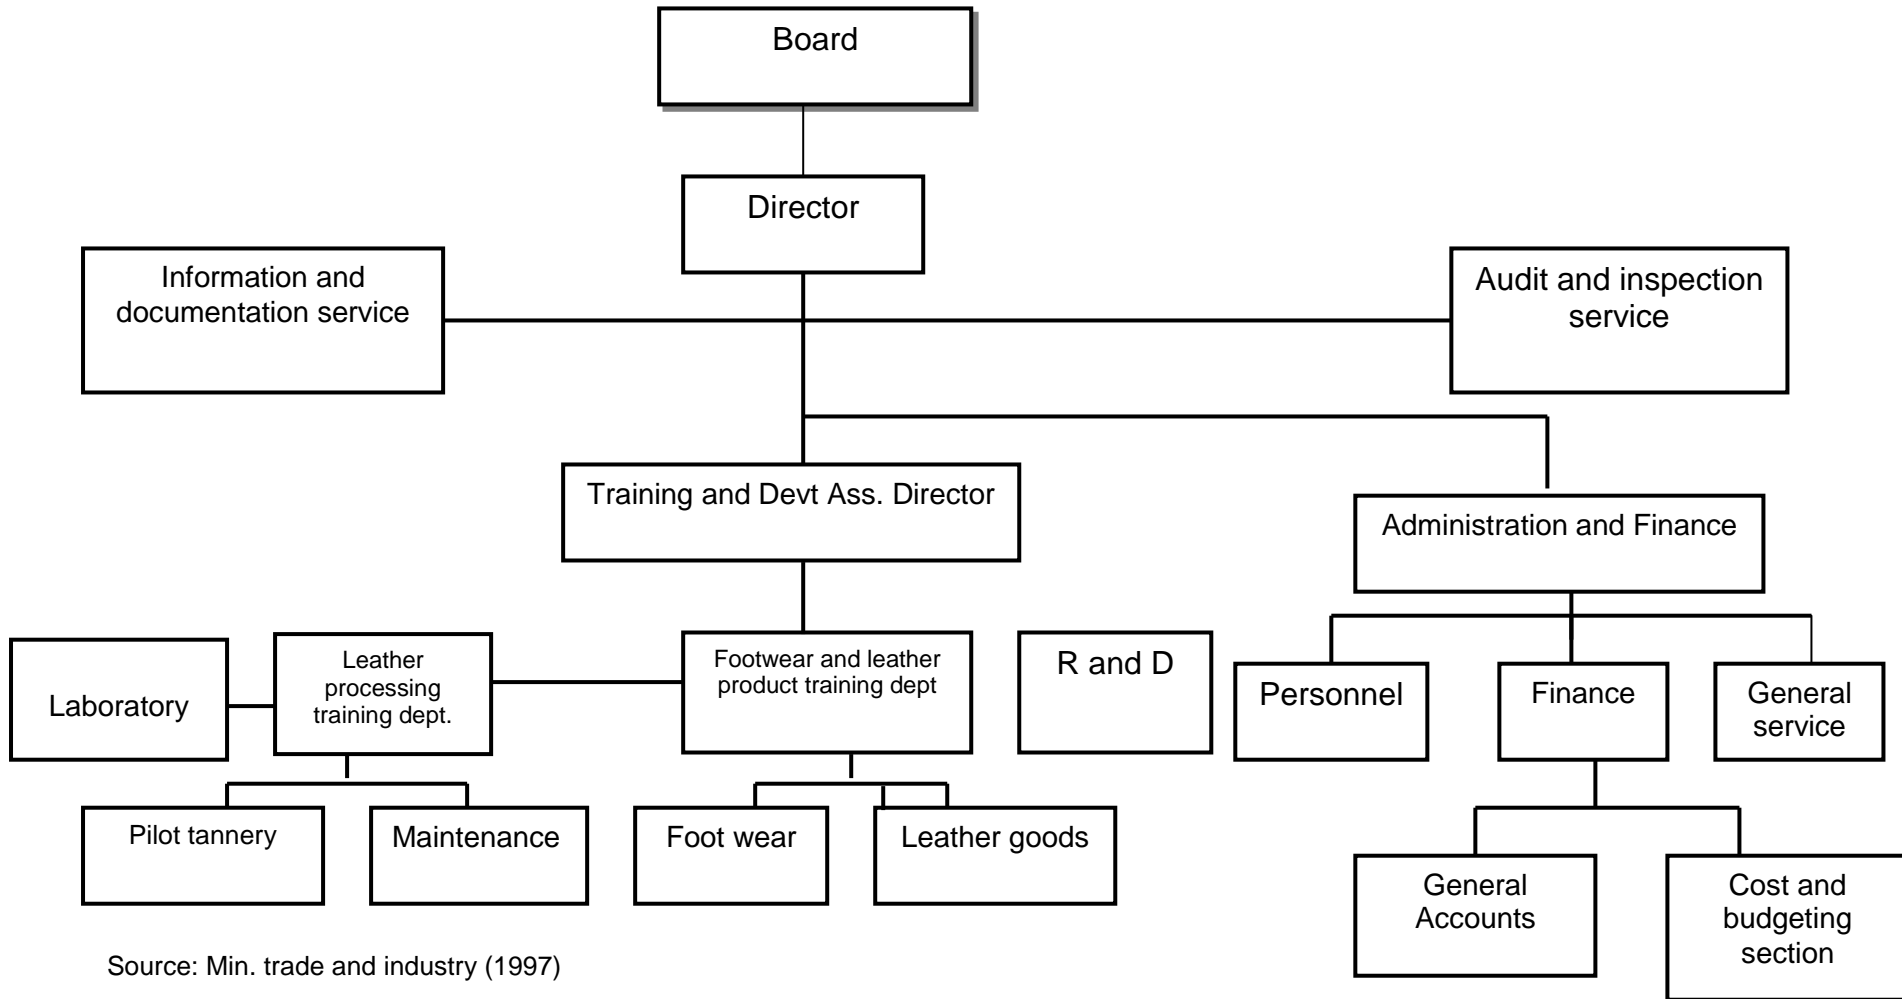 Board
Director
Information and
documentation service
Audit and inspection
service
Training and Devt Ass. Director
Administration and Finance
Laboratory
Leather
processing
training dept.
Footwear and leather
product training dept
R and D
Personnel
Finance
General
service
Pilot tannery
Maintenance
Foot wear
Leather goods
General
Accounts
Cost and
budgeting
section
Source: Min. trade and industry (1997)